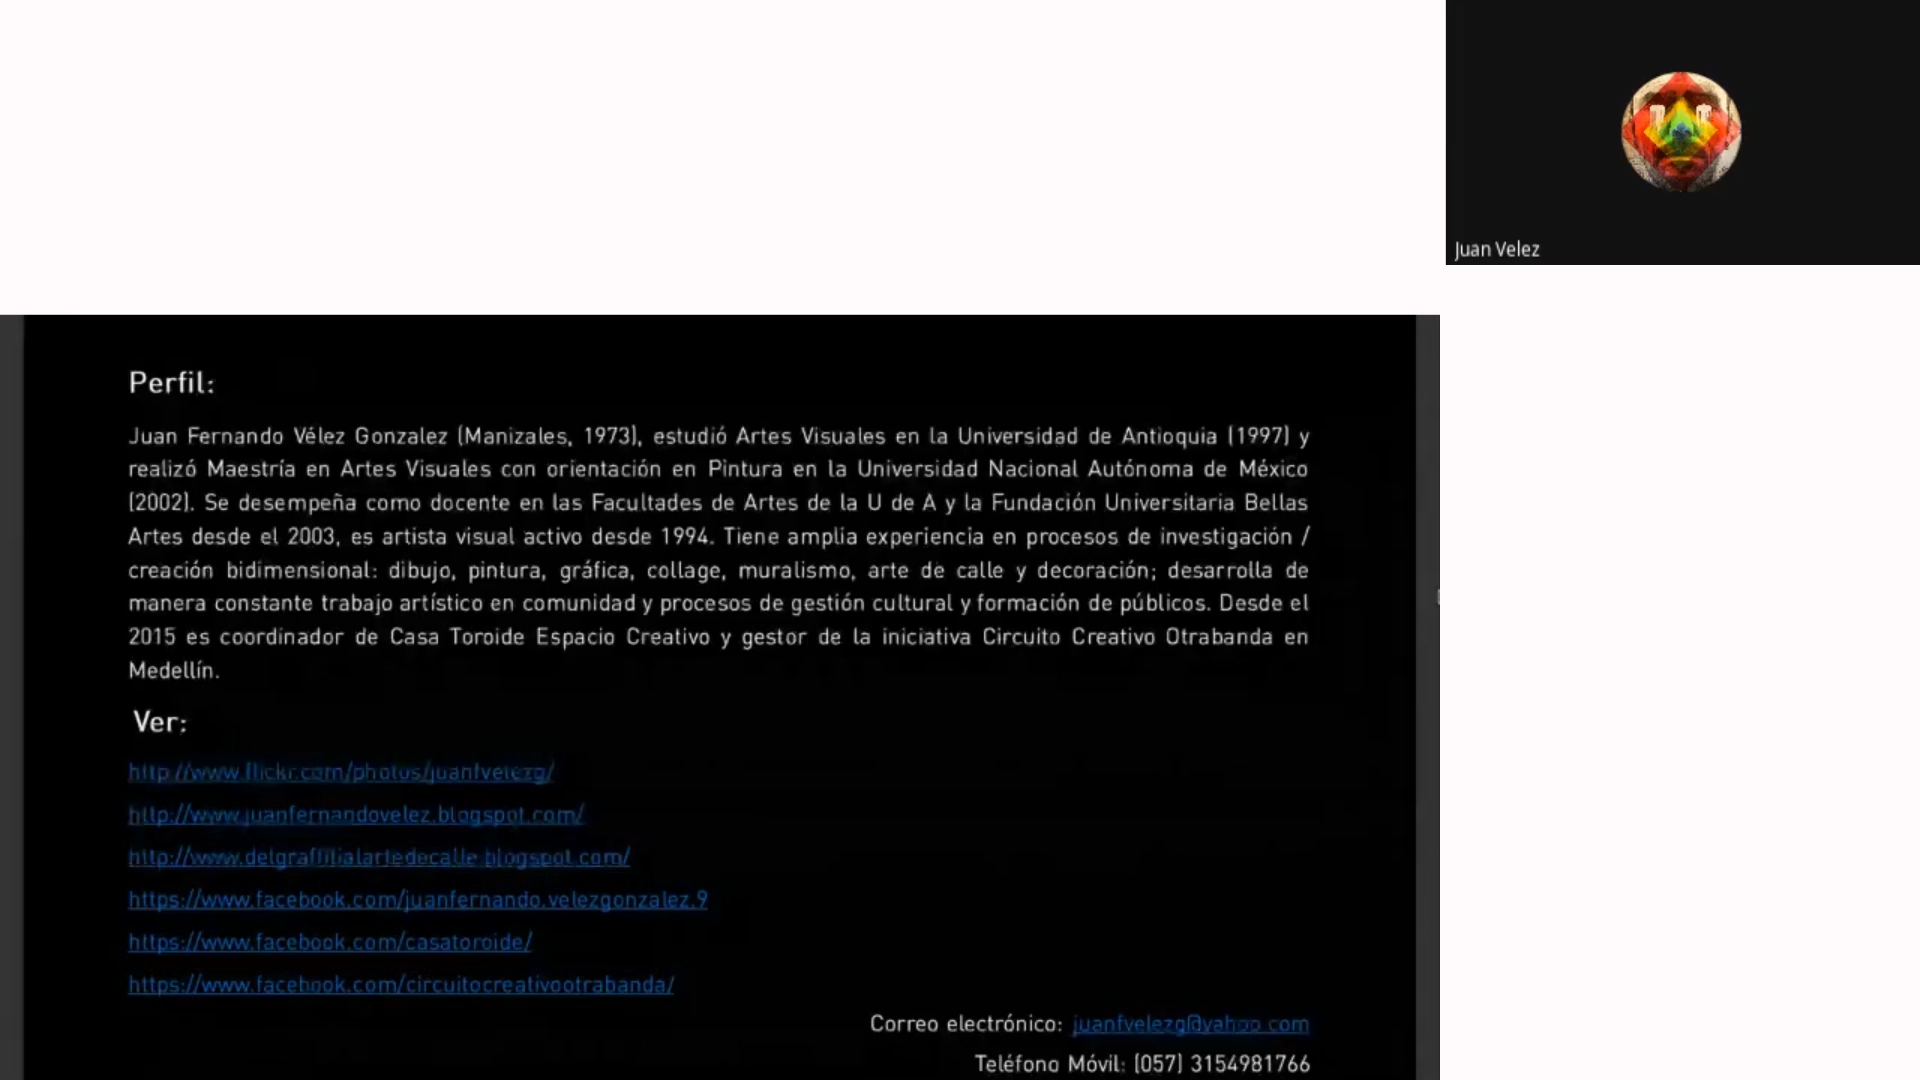 Juan Velez
Perfil:
Juan Fernando Vélez Gonzalez (Manizales, 1973), estudió Artes Visuales en la Universidad de Antioquia (1997) y
realizó Maestría en Artes Visuales con orientación en Pintura en la Universidad Nacional Autónoma de México
(2002). Se desempeña como docente en las Facultades de Artes de la U de A y la Fundación Universitaria Bellas
Artes desde el 2003, es artista visual activo desde 1994. Tiene amplia experiencia en procesos de investigación /
creación bidimensional: dibujo, pintura, gráfica, collage, muralismo, arte de calle y decoración; desarrolla de
manera constante trabajo artístico en comunidad y procesos de gestión cultural y formación de públicos. Desde el
2015 es coordinador de Casa Toroide Espacio Creativo y gestor de la iniciativa Circuito Creativo Otrabanda en
Medellín.
Ver:
http://www.flickr.com/photos/juanfvelezg/
http://www.juanfernandovelez.blogspot.com/
http://www.delgraffitialartedecalle.blogspot.com/
https://www.facebook.com/juanfernando.velezgonzalez.9
https://www.facebook.com/casatoroide/
https://www.facebook.com/circuitocreativootrabanda/
Correo electrónico: juanfvelezg@yahoo.com
Teléfono Móvil: (057) 3154981766